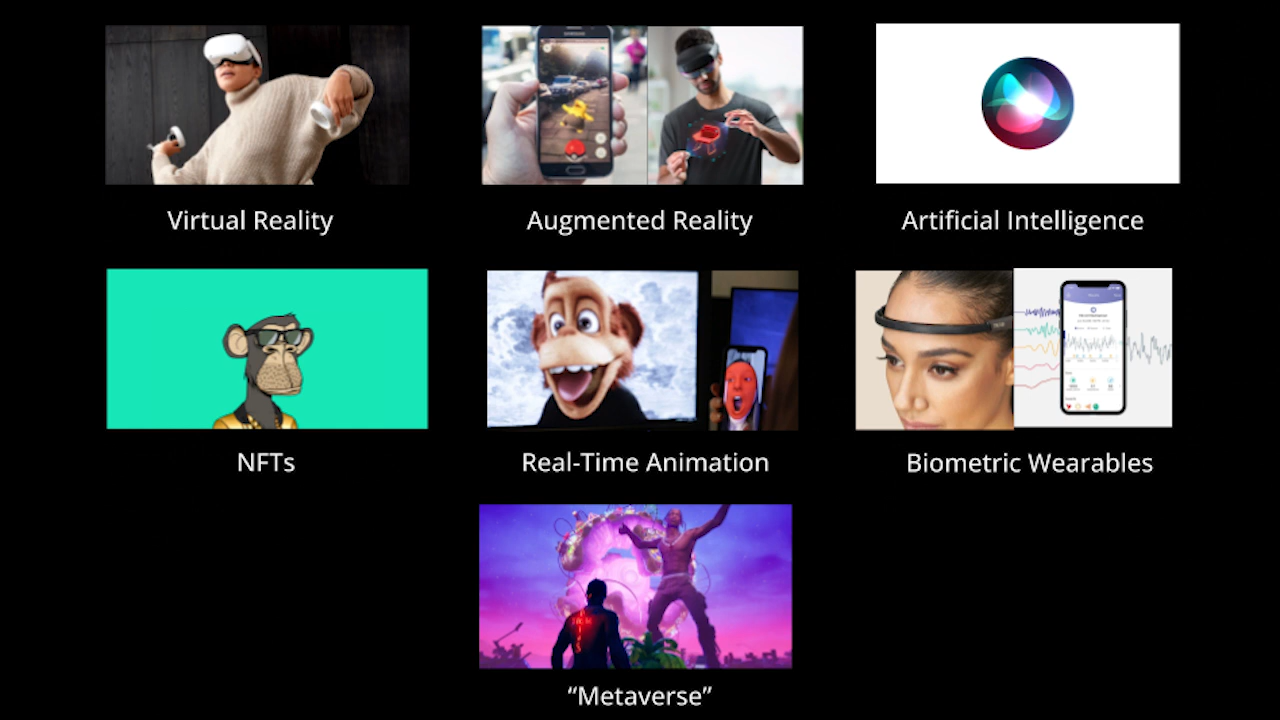 Virtual Reality
Augmented Reality
Artificial Intelligence
NFTs
Real-Time Animation
Biometric Wearables
“Metaverse”